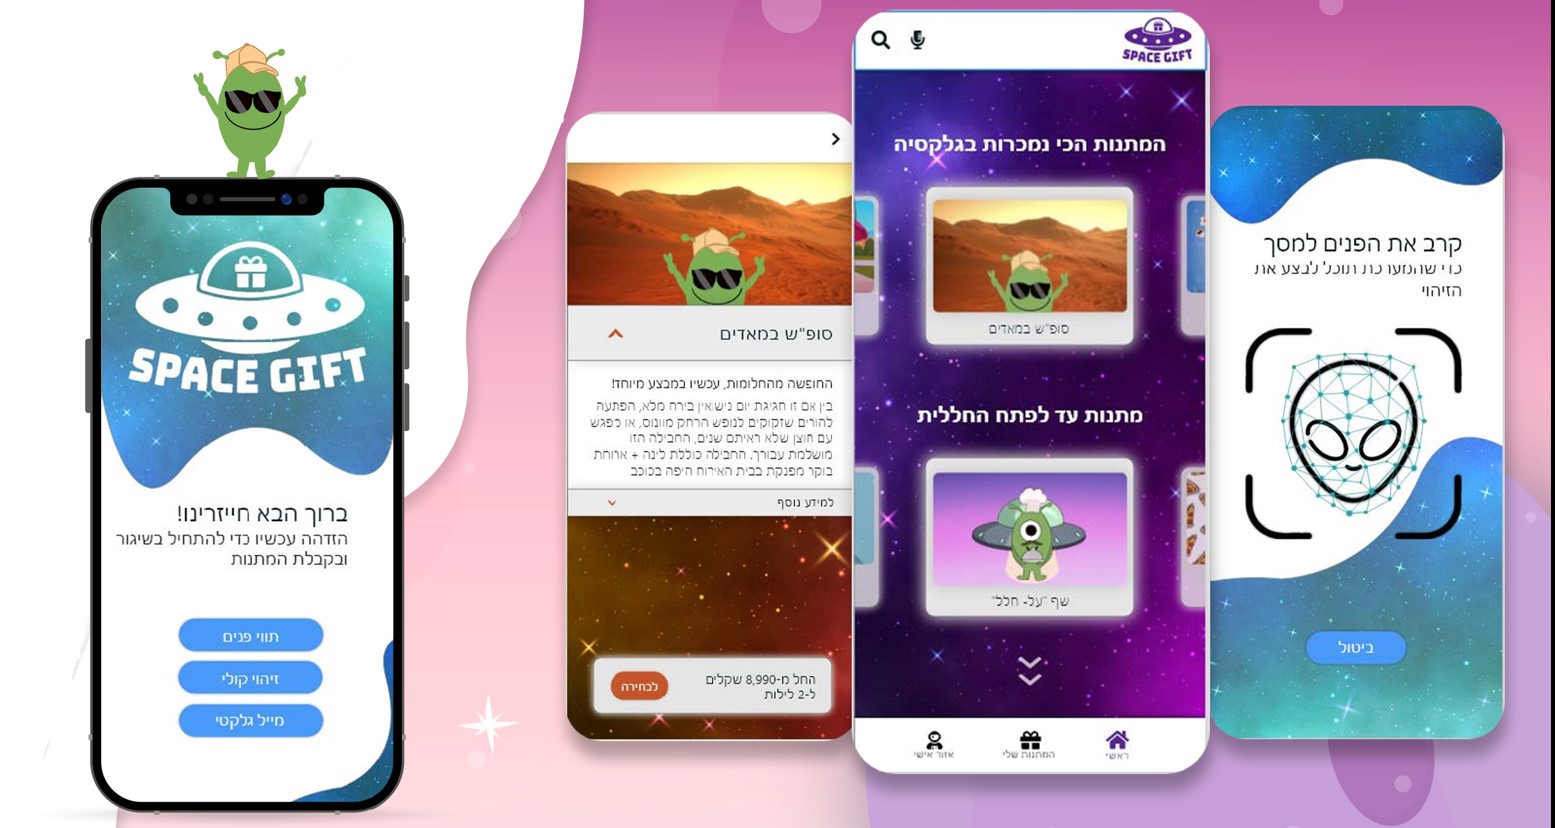 SPACE GIFT
ברוך הבא חייזרינו!
הזדהה עכשיו כדי להתחיל בשיגור
ובקבלת המתנות
תווי פנים
זיהוי קולי
מייל גלקטי
סופ"ש במאדים
החופשה מהחלומות, עכשיו במבצע מיוחד!
בין אם זו חגיגת יום נישואין בירח מלא, הפתעה
להורים שזקוקים לנופש הרחק מוונוס, או מפגש
עם חוצן שלא ראיתם שנים, החבילה הזו
מושלמת עבורך. החבילה כוללת לינה + ארוחת
בוקר מפנקת בבית האירוח היפה בכוכב
למידע נוסף
החל מ-8,990 שקלים
ל-2 לילות
לבחירה
SPACE GIFT
המתנות הכי נמכרות בגלקסיה
סופ"ש במאדים
מתנות עד לפתח החללית
שף "על- חלל"
ראשי
המתנות שלי
אזור אישי
קרב את הפנים למסך
כדי שהמערכת תוכל לבצע את
הזיהוי
ביטול